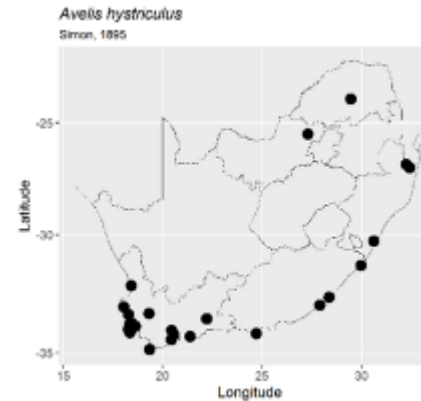 Avelis hystriculus
Simon, 1895
-25
-30
-35
Latitude
15 20 25 30
Longitude